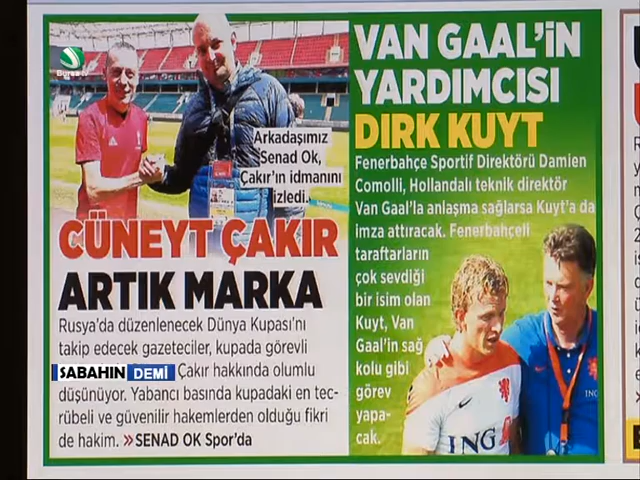 Bursa tv
Arkadaşımız
Senad Ok,
Çakır'ın idmanını
izledi.
CÜNEYT ÇAKIR
ARTIK MARKA
Rusya'da düzenlenecek Dünya Kupası'nı
takip edecek gazeteciler, kupada görevli
SABAHIN DEMİ Çakır hakkında olumlu
düşünüyor. Yabancı basında kupadaki en tec-
rübeli ve güvenilir hakemlerden olduğu fikri
de hakim. » SENAD OK Spor'da
VAN GAAL'iN
YARDIMCISI
DIRK KUYT
Fenerbahçe Sportif Direktörü Damien
Comolli, Hollandalı teknik direktör
Van Gaal'la anlaşma sağlarsa Kuyt'a da
imza attıracak. Fenerbahçeli
taraftarların
çok sevdiği
bir isim olan
Kuyt, Van
Gaal'in sağ
kolu gibi
görev
yapa-
cak.
ING
ING